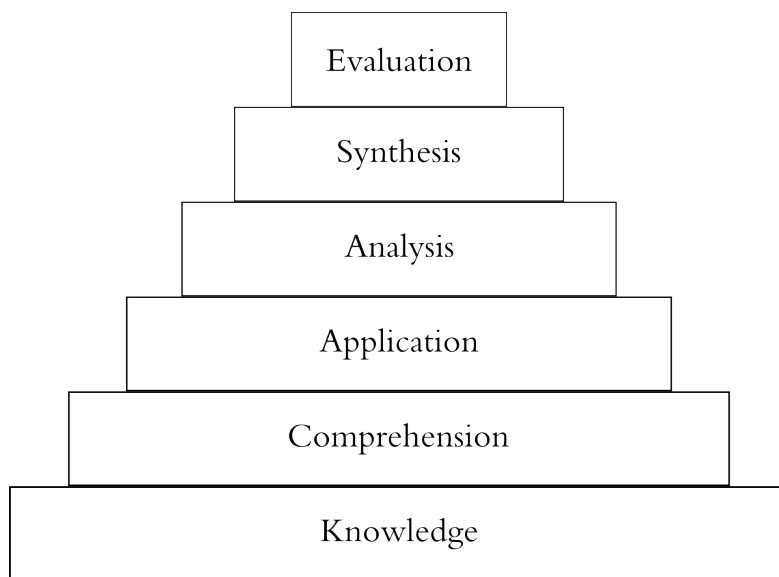 Evaluation
Synthesis
Analysis
Application
Comprehension
Knowledge